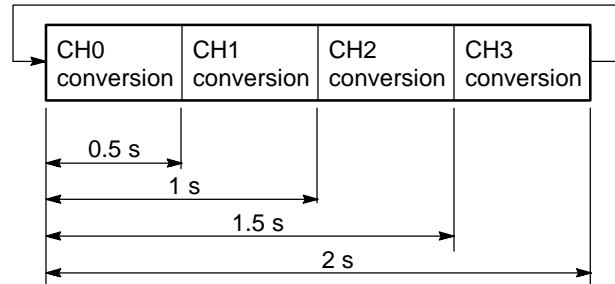 CH0
conversion
CH1
conversion
CH2
conversion
CH3
conversion
0.5 s
1 s
1.5 s
2 s